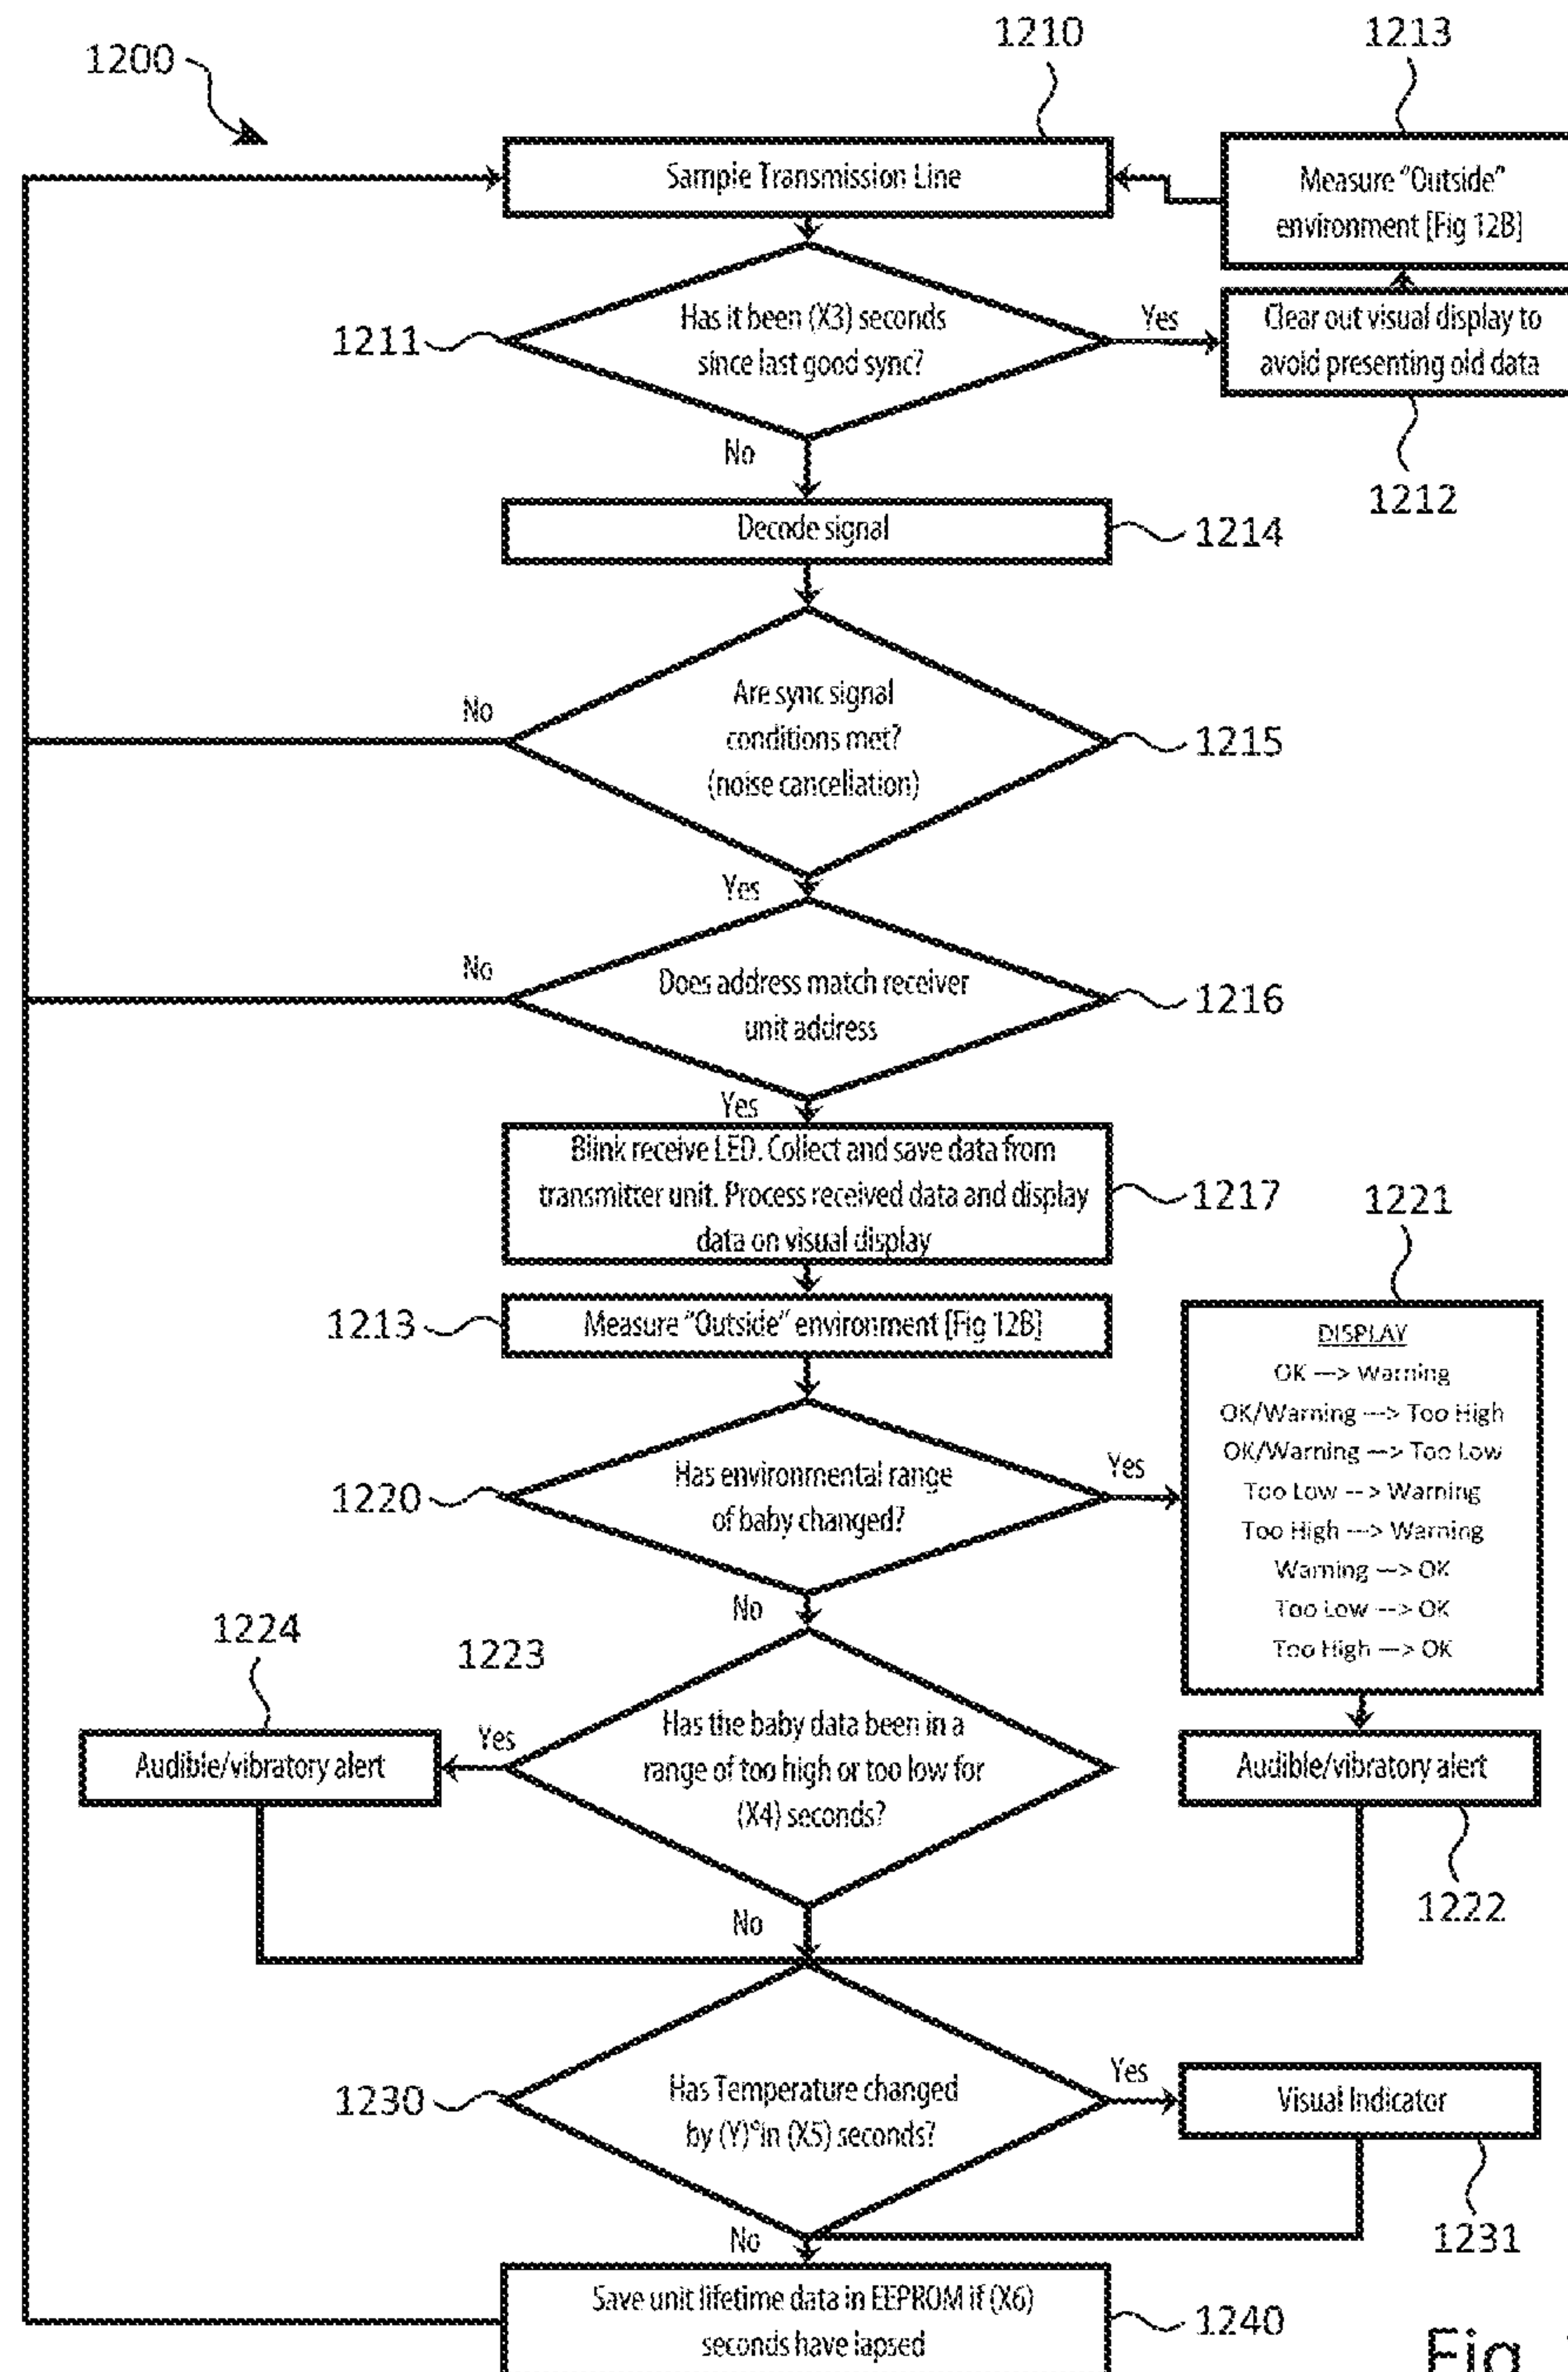 1210
1213
1200
Sample Transmission Line
Measure “Outside”
environment [Fig 12B]
Has it been (X3) seconds
since last good sync?
1211
Yes
Clear out visual display to
avoid presenting old data
No
1212
Decode signal
1214
Are sync signal
conditions met?
(noise cancellation)
No
1215
Yes
Does address match receiver
unit address
No
1216
Yes
Blink receive LED. Collect and save data from
transmitter unit. Process received data and display
data on visual display
1217
1221
1213
Measure “Outside” environment [Fig 12B]
DISPLAY
OK ---> Warning
OK/Warning ---> Too High
OK/Warning ---> Too Low
Too Low --> Warning
Too High ---> Warning
Warning ---> OK
Too Low ---> OK
Too High ---> OK
Has environmental range
of baby changed?
1220
Yes
No
1224
1223
Has the baby data been in a
range of too high or too low for
(X4) seconds?
Yes
Audible/vibratory alert
Audible/vibratory alert
1222
No
Has Temperature changed
by (Y)°in (X5) seconds?
1230
Yes
Visual Indicator
No
1231
Save unit lifetime data in EEPROM if (X6)
seconds have lapsed
1240
Fig